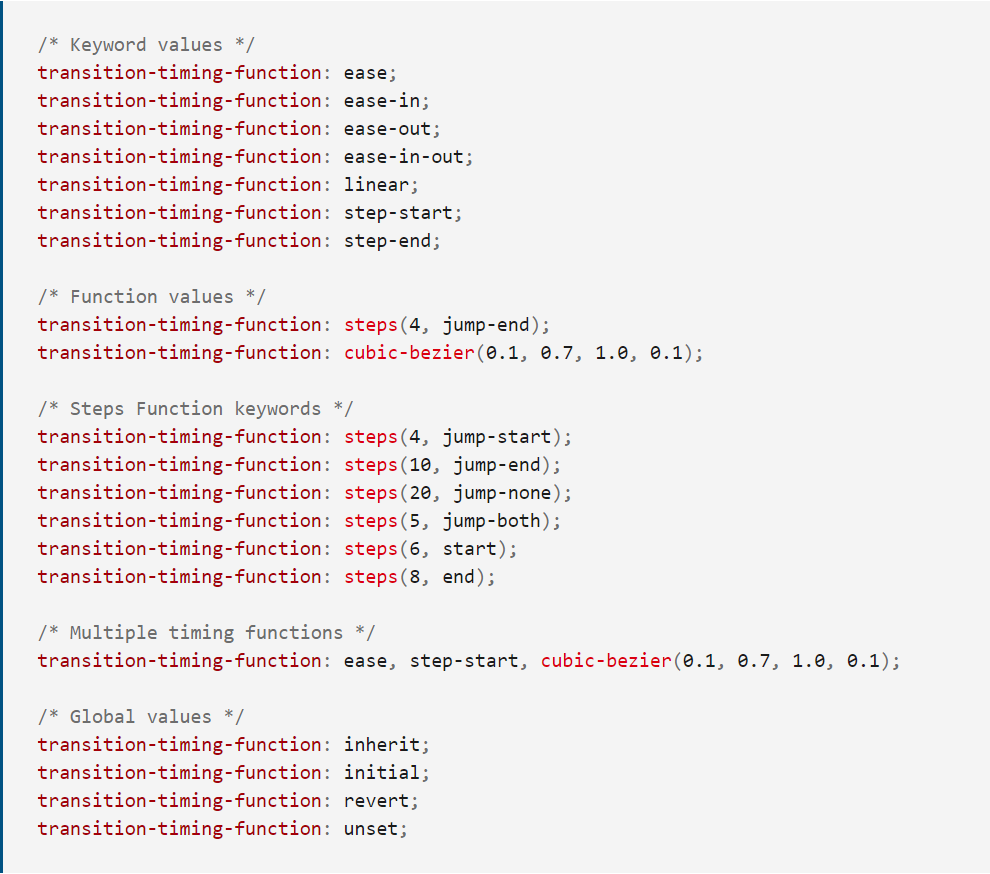 /* Keyword values */
transition-timing-function: ease;
transition-timing-function: ease-in;
transition-timing-function: ease-out;
transition-timing-function: ease-in-out;
transition-timing-function: linear;
transition-timing-function: step-start;
transition-timing-function: step-end;
/* Function values */
transition-timing-function: steps(4, jump-end);
transition-timing-function: cubic-bezier(0.1, 0.7, 1.0, 0.1);
/* Steps Function keywords */
transition-timing-function: steps(4, jump-start);
transition-timing-function: steps(10, jump-end);
transition-timing-function: steps(20, jump-none);
transition-timing-function: steps(5, jump-both);
transition-timing-function: steps(6, start);
transition-timing-function: steps(8, end);
/* Multiple timing functions */
transition-timing-function: ease, step-start, cubic-bezier(0.1, 0.7, 1.0, 0.1);
/* Global values */
transition-timing-function: inherit;
transition-timing-function: initial;
transition-timing-function: revert;
transition-timing-function: unset;